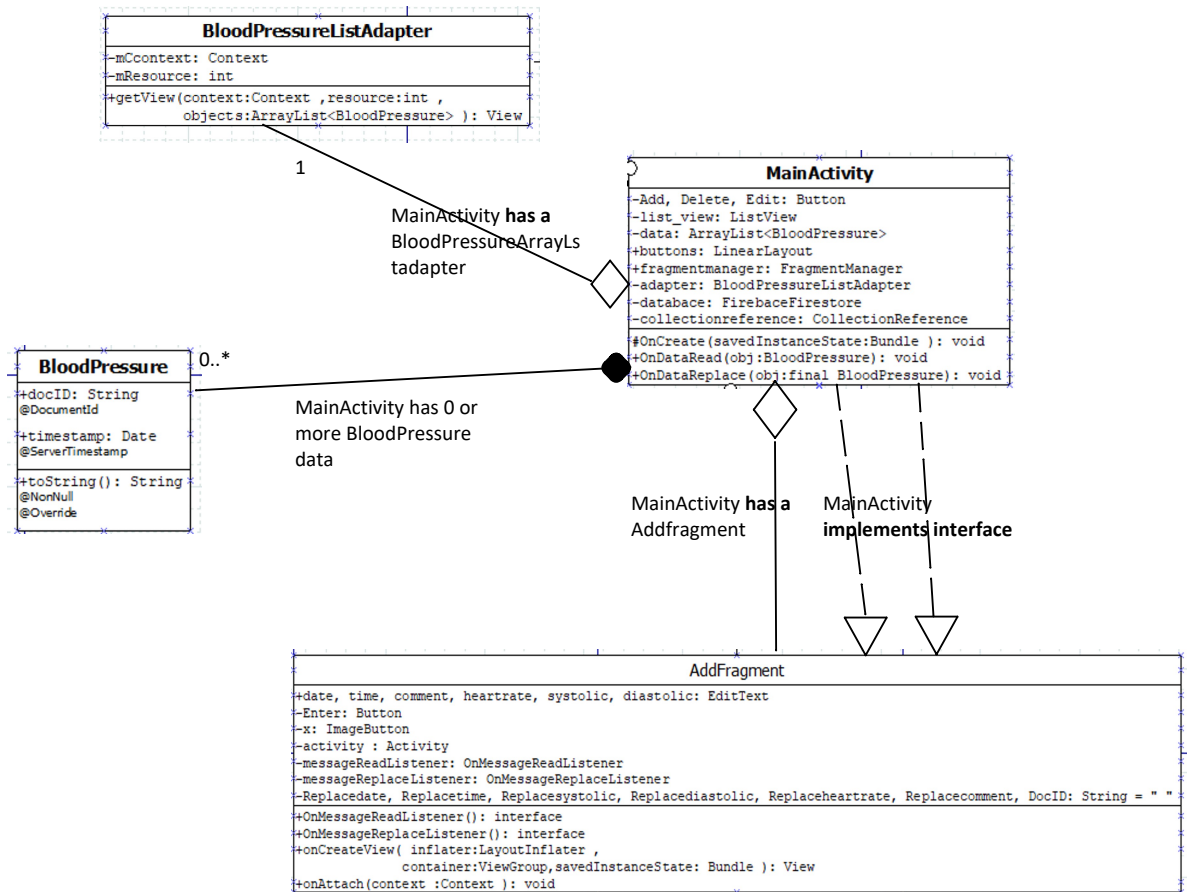 BloodPressureListAdapter
-mCcontext: Context
-mResource: int
+getView(context:Context ,resource:int ,
objects:ArrayList<BloodPressure> ): View
1
MainActivity has a
BloodPressureArrayLs
tadapter
MainActivity
-Add, Delete, Edit: Button
-list_view: ListView
-data: ArrayList<BloodPressure>
+buttons: LinearLayout
+fragmentmanager: FragmentManager
-adapter: BloodPressureListAdapter
-databace: FirebaceFirestore
-collectionreference: CollectionReference
#OnCreate(savedInstanceState:Bundle ): void
+OnDataRead(obj:BloodPressure): void
+OnDataReplace(obj:final BloodPressure): void
BloodPressure
+docID: String
@DocumentId
+timestamp: Date
@ServerTimestamp
+toString(): String
@NonNull
@Override
0..*
MainActivity has 0 or
more BloodPressure
data
MainActivity has a
Addfragment
MainActivity
implements interface
AddFragment
+date, time, comment, heartrate, systolic, diastolic: EditText
-Enter: Button
-x: ImageButton
-activity : Activity
-messageReadListener: OnMessageReadListener
-messageReplaceListener: OnMessageReplaceListener
-Replacedate, Replacetime, Replacesystolic, Replacediastolic, Replaceheartrate, Replacecomment, DocID: String = " "
+OnMessageReadListener(): interface
+OnMessageReplaceListener(): interface
+onCreateView( inflater:LayoutInflater ,
container:ViewGroup,savedInstanceState: Bundle ): View
+onAttach(context :Context ): void